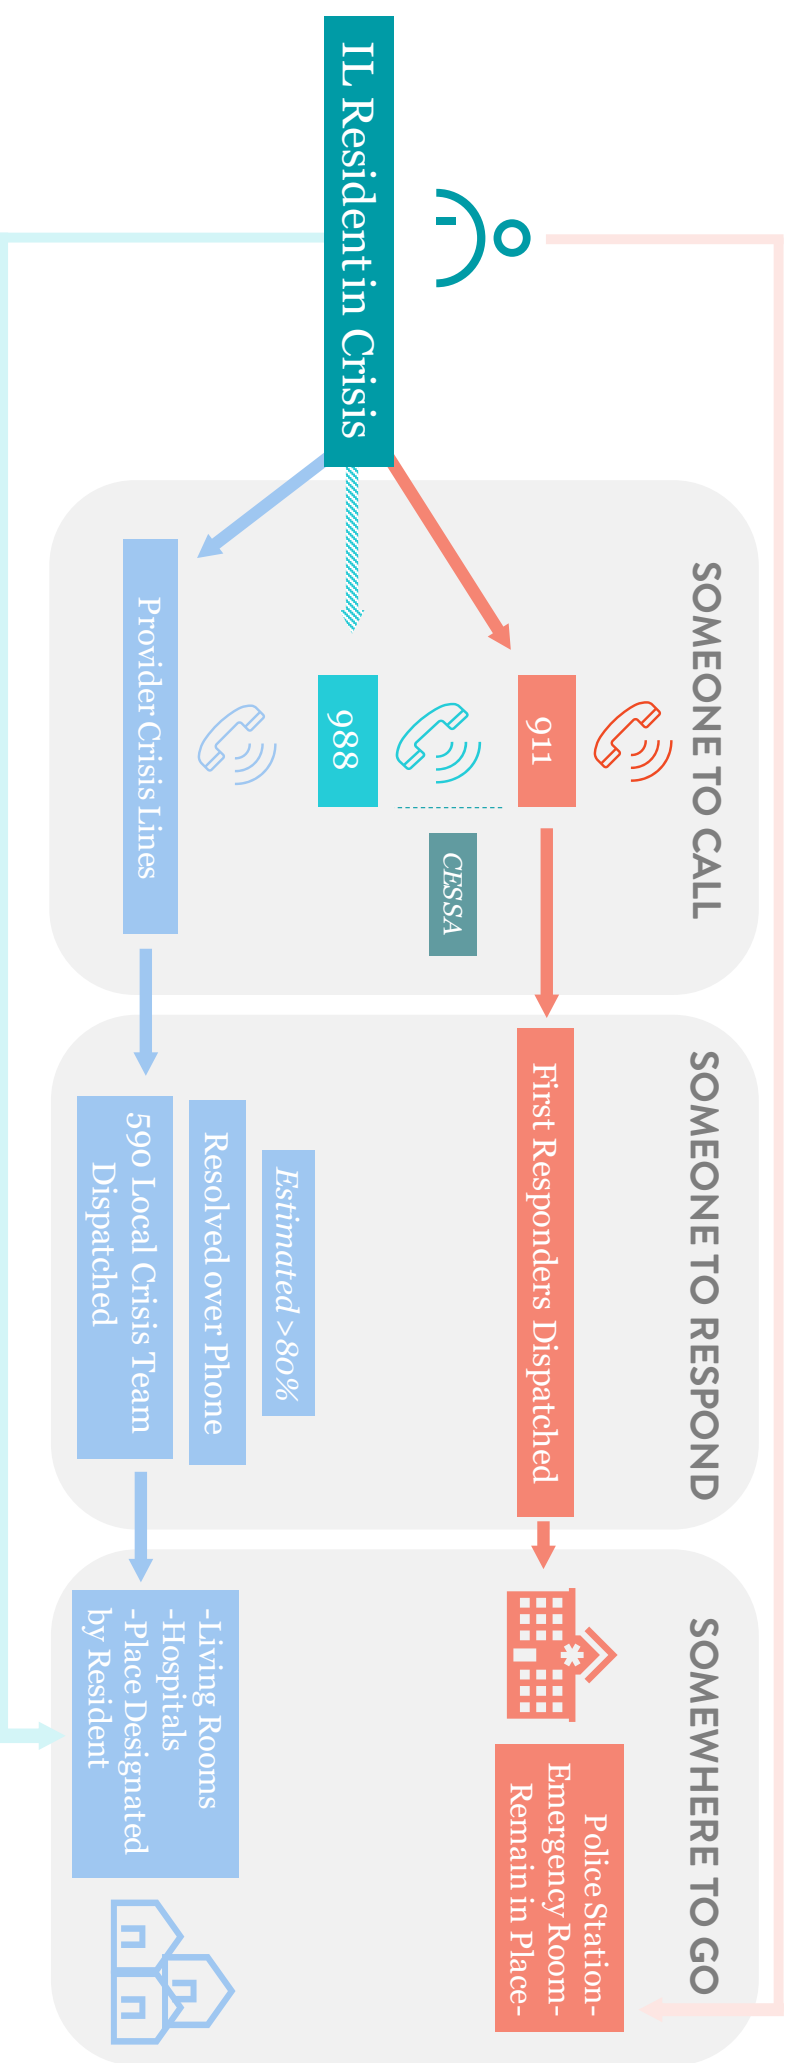 IL Resident in Crisis
SOMEONE TO CALL
911
CESSA
988
Provider Crisis Lines
SOMEONE TO RESPOND
First Responders Dispatched
Estimated >80%
Resolved over Phone
590 Local Crisis Team
Dispatched
SOMEWHERE TO GO
Police Station-
Emergency Room-
Remain in Place-
-Living Rooms
-Hospitals
-Place Designated
by Resident